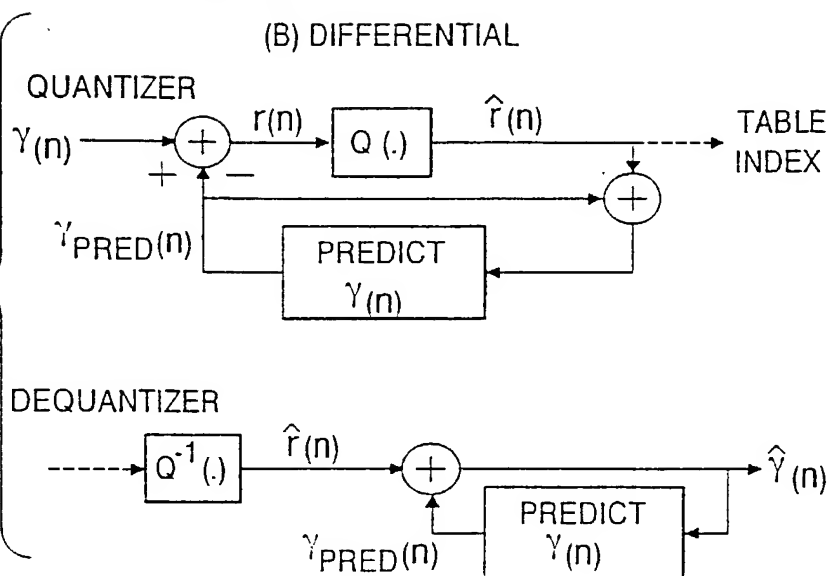 (B) DIFFERENTIAL
QUANTIZER
γ(n)
+
+ −
r(n)
Q (.)
r̂(n)
TABLE
INDEX
+
γPRED(n)
PREDICT
γ(n)
DEQUANTIZER
Q-1 (.)
r̂(n)
+
γ̂(n)
γPRED(n)
PREDICT
γ(n)